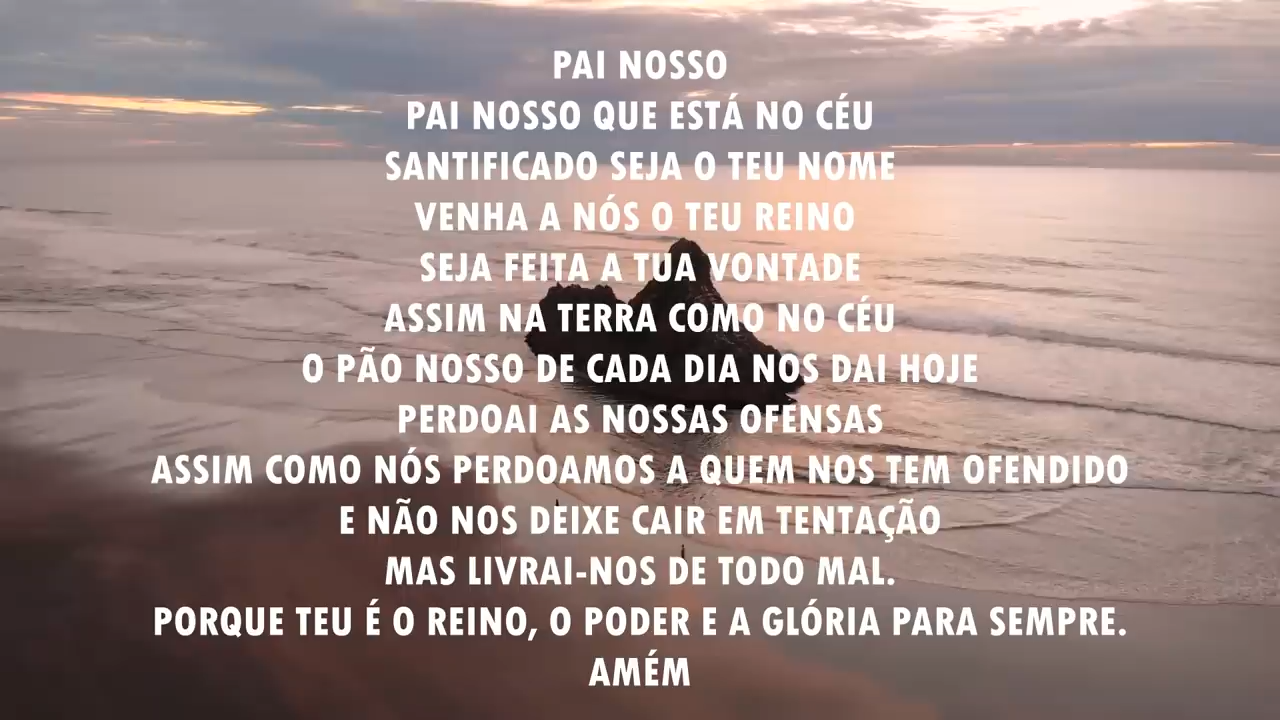 PAI NOSSO
PAI NOSSO QUE ESTÁ NO CÉU
SANTIFICADO SEJA O TEU NOME
VENHA A NÓS O TEU REINO
SEJA FEITA A TUA VONTADE
ASSIM NA TERRA COMO NO CÉU
O PÃO NOSSO DE CADA DIA NOS DAI HOJE
PERDOAI AS NOSSAS OFENSAS
ASSIM COMO NÓS PERDOAMOS A QUEM NOS TEM OFENDIDO
E NÃO NOS DEIXE CAIR EM TENTAÇÃO
MAS LIVRAI-NOS DE TODO MAL.
PORQUE TEU É O REINO, O PODER E A GLÓRIA PARA SEMPRE.
AMÉM